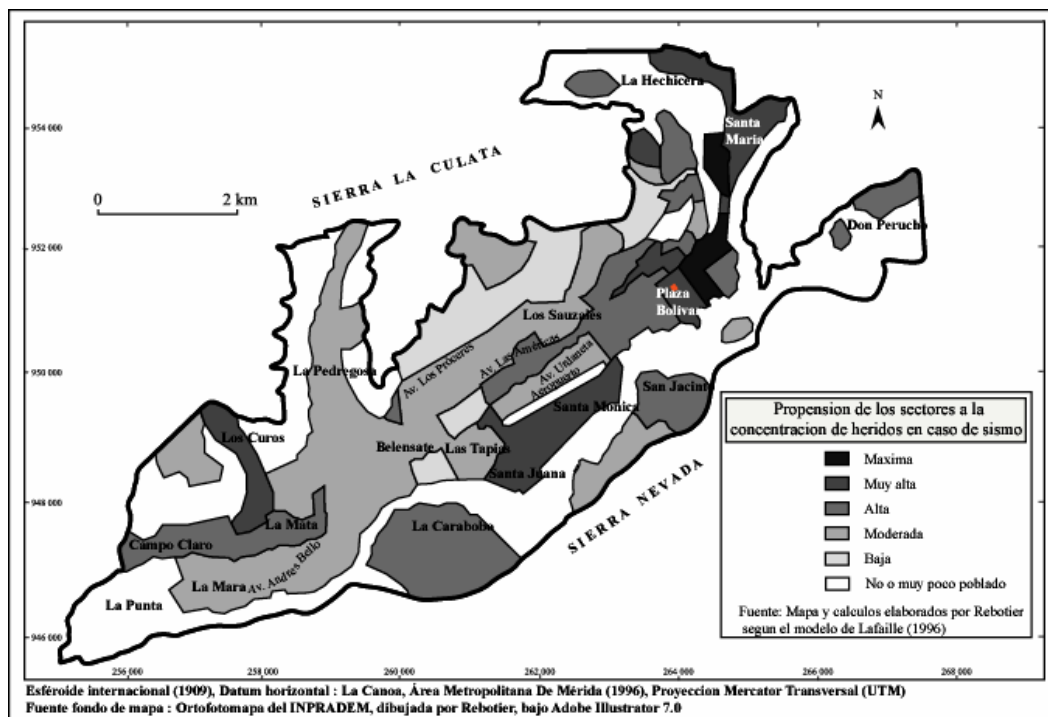 954 000
952 000
950 000
948 000
946 000
256 000
258 000
260 000
262 000
264 000
266 000
268 000
N
0 2 km
SIERRA LA CULATA
SIERRA NEVADA
La Hechicera
Santa
Maria
Don Perucho
Plaza
Bolivar
Los Sauzales
Av. Las Américas
Av. Los Próceres
Av. Urdaneta
Aeropuerto
La Pedregosa
San Jacinto
Santa Monica
Los Curos
Belensate
Las Tapias
Santa Juana
La Mata
La Carabobo
Campo Claro
La Mara
Av. Andres Bello
La Punta
Propension de los sectores a la
concentracion de heridos en caso de sismo
Maxima
Muy alta
Alta
Moderada
Baja
No o muy poco poblado
Fuente: Mapa y calculos elaborados por Rebotier
segun el modelo de Lafaille (1996)
Esféroide internacional (1909), Datum horizontal : La Canoa, Área Metropolitana De Mérida (1996), Proyeccion Mercator Transversal (UTM)
Fuente fondo de mapa : Ortofotomapa del INPRADEM, dibujada por Rebotier, bajo Adobe Illustrator 7.0